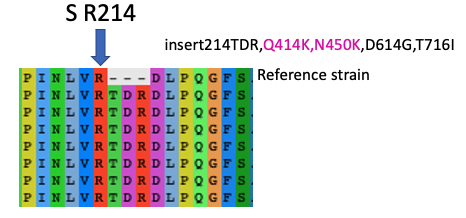 S R214
insert214TDR,Q414K,N450K,D614G,T716I
P I N L V R - - - D L P Q G F S Reference strain
P I N L V R T D R D L P Q G F S
P I N L V R T D R D L P Q G F S
P I N L V R T D R D L P Q G F S
P I N L V R T D R D L P Q G F S
P I N L V R T D R D L P Q G F S
P I N L V R T D R D L P Q G F S
P I N L V R T D R D L P Q G F S